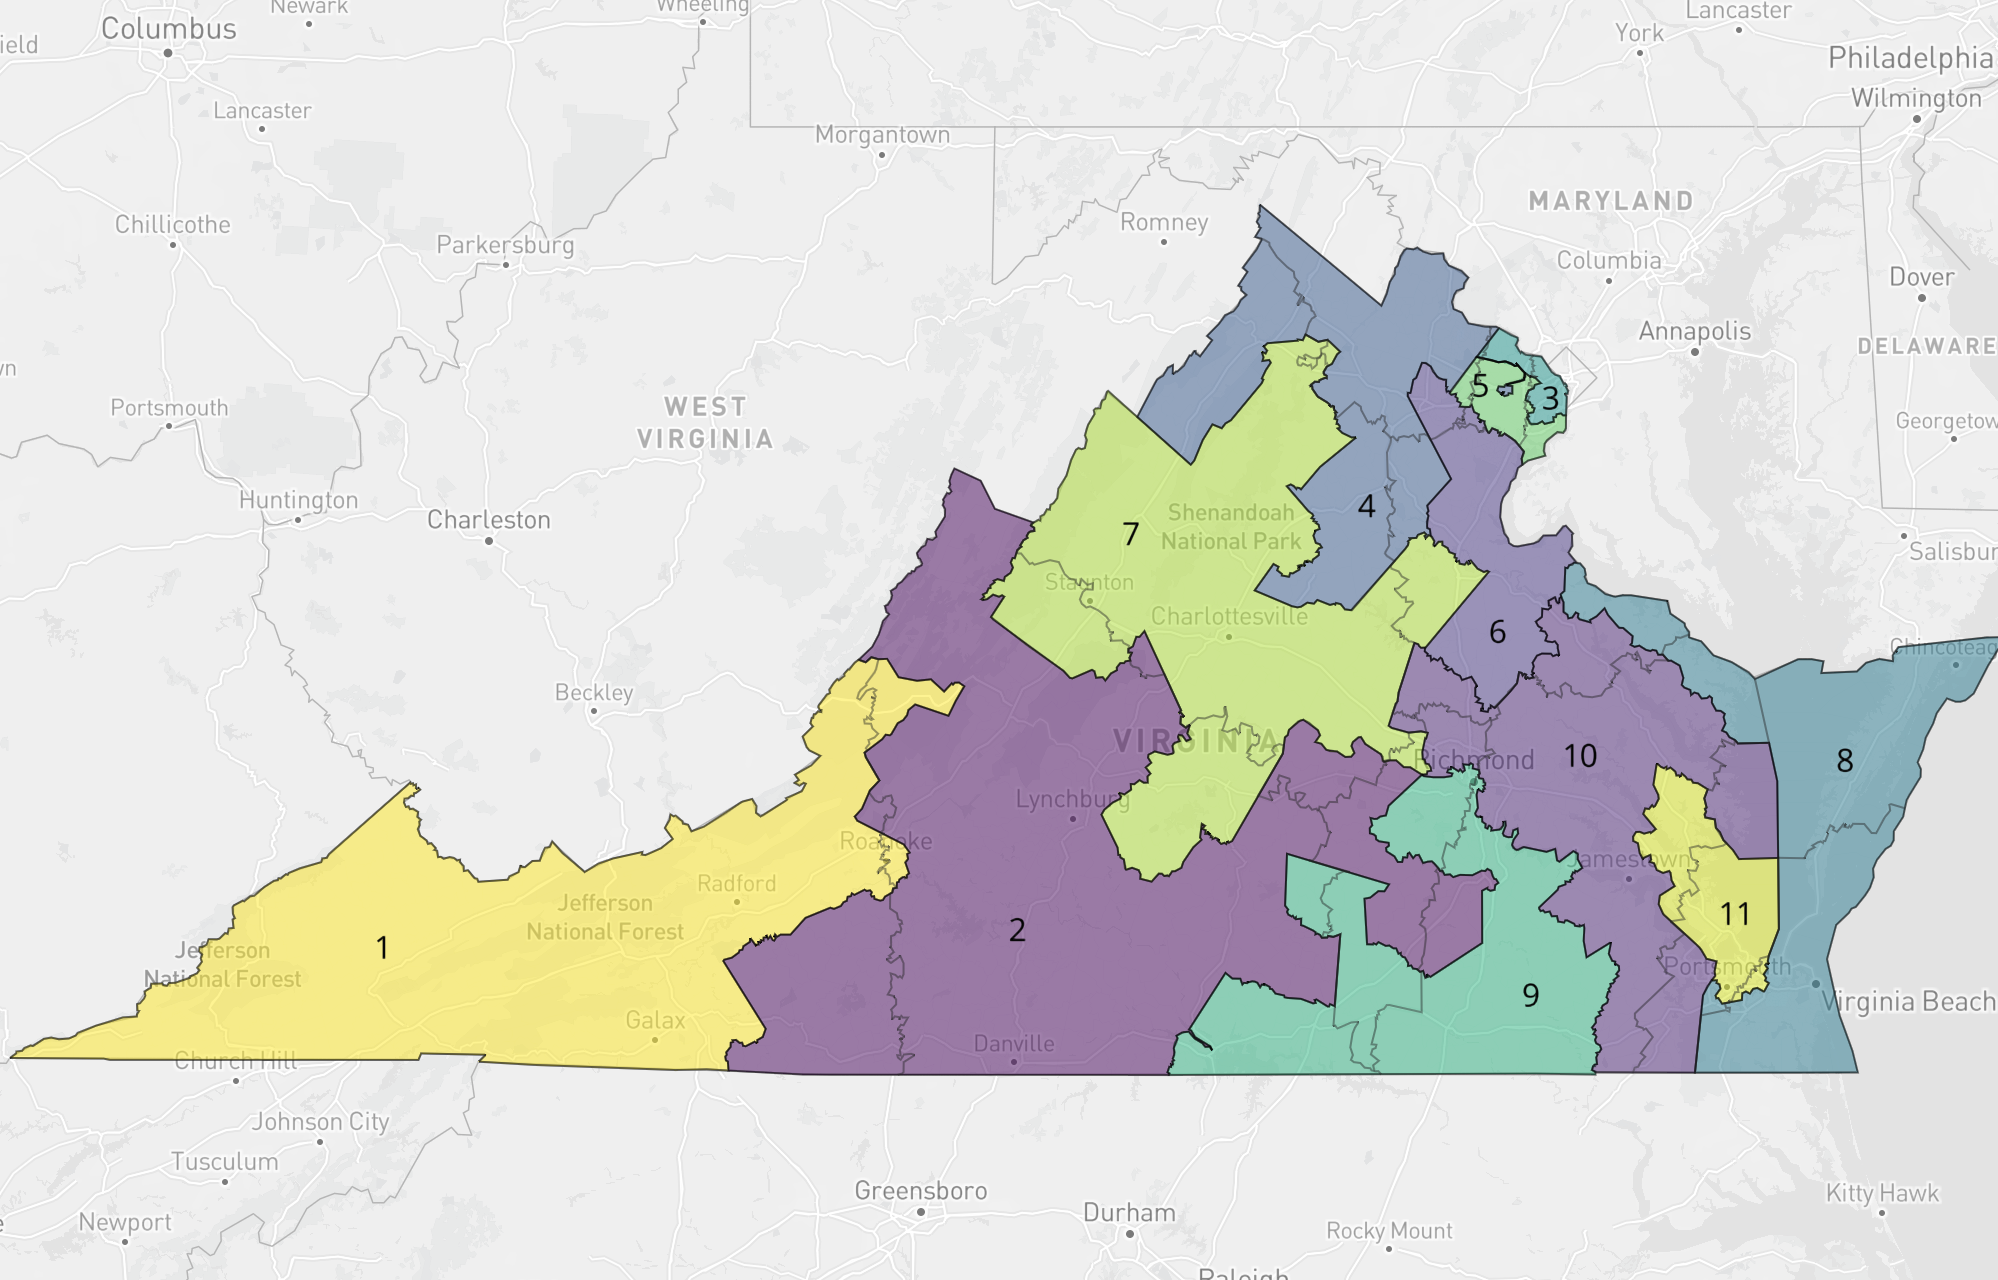 Newark
Wheeling
Lancaster
Columbus
York
Philadelphia
ield
Lancaster
Morgantown
Wilmington
MARYLAND
Chillicothe
Romney
Parkersburg
Columbia
Dover
Annapolis
DELAWARE
wn
5
3
Portsmouth
WEST
VIRGINIA
Georgetow
Huntington
Charleston
4
7
Shenandoah
National Park
Salisbur
Staunton
Charlottesville
6
Chincoteag
Beckley
VIRGINIA
Richmond
10
8
Lynchburg
Roanoke
Jamestown
Radford
Jefferson
National Forest
11
2
1
Jefferson
National Forest
Portsmouth
9
Virginia Beach
Galax
Danville
Church Hill
Johnson City
Tusculum
Greensboro
Kitty Hawk
Durham
Newport
e
Rocky Mount
Raleigh